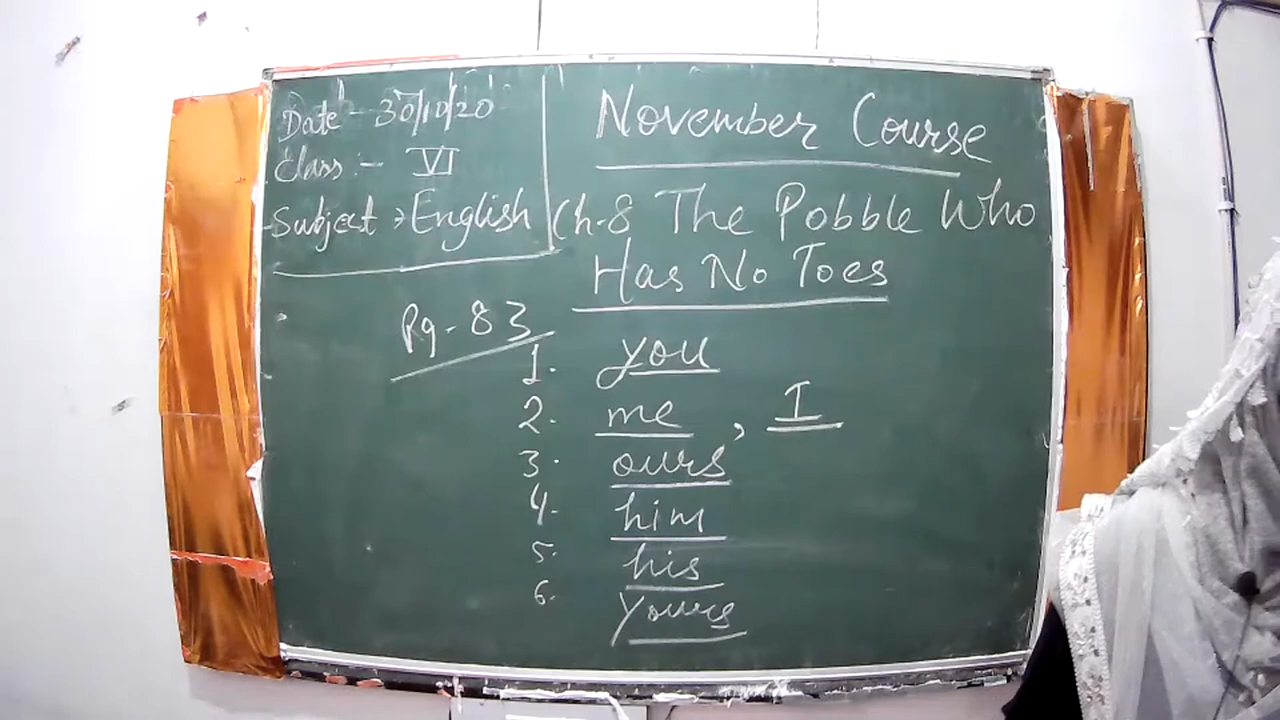 Date - 30/10/20
Class :- VI
Subject → English
November Course
Ch-8 The Pobble Who
Has No Toes
Pg - 83
1. you
2. me, I
3. ours
4. him
5. his
6. yours